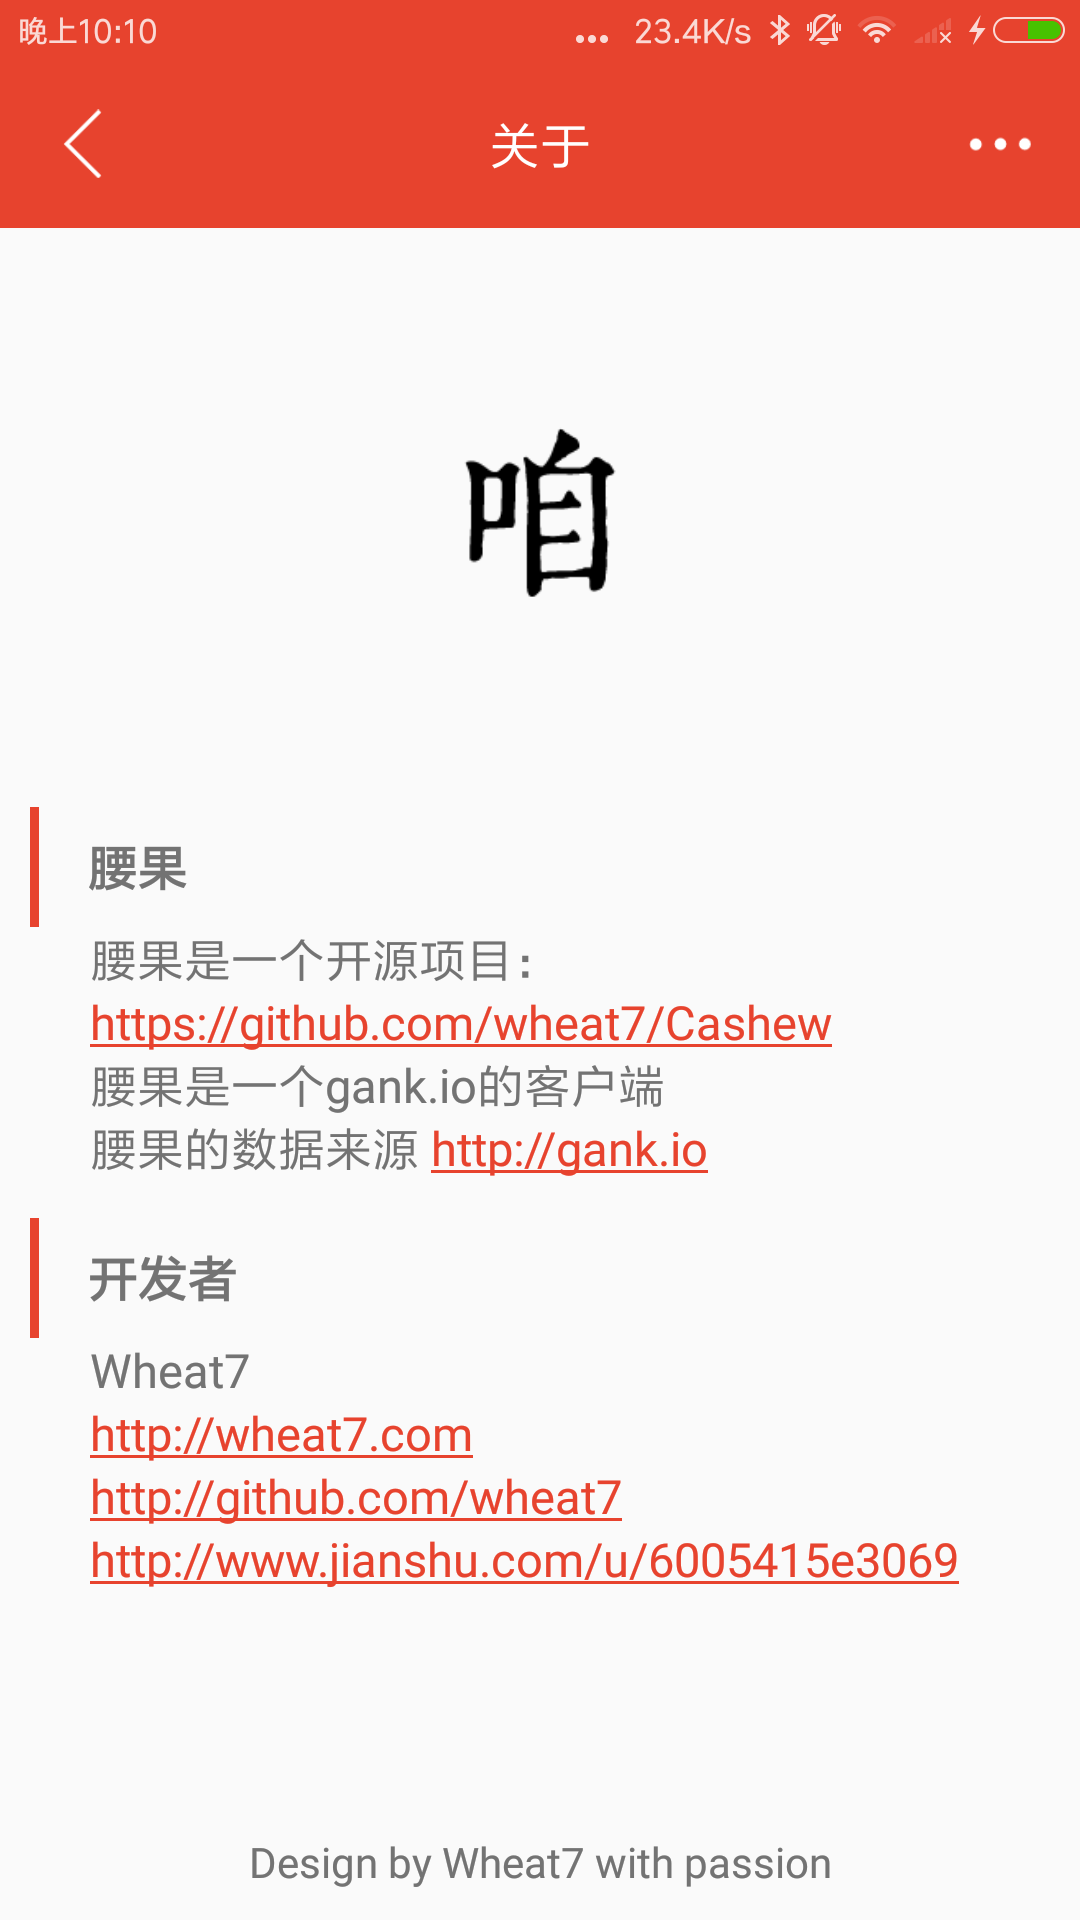 晚上10:10
23.4K/s
关于
咱
腰果
腰果是一个开源项目：
https://github.com/wheat7/Cashew
腰果是一个gank.io的客户端
腰果的数据来源 http://gank.io
开发者
Wheat7
http://wheat7.com
http://github.com/wheat7
http://www.jianshu.com/u/6005415e3069
Design by Wheat7 with passion